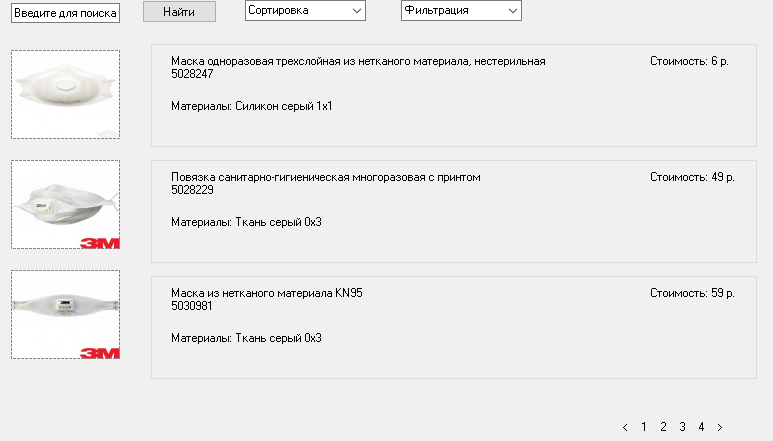 Введите для поиска
Найти
Сортировка
Фильтрация
Маска одноразовая трехслойная из нетканого материала, нестерильная
Стоимость: 6 р.
5028247
Материалы: Силикон серый 1x1
Повязка санитарно-гигиеническая многоразовая с принтом
Стоимость: 49 р.
5028229
Материалы: Ткань серый 0x3
3M
Маска из нетканого материала KN95
Стоимость: 59 р.
5030981
3M
Материалы: Ткань серый 0x3
3M
< 1 2 3 4 >